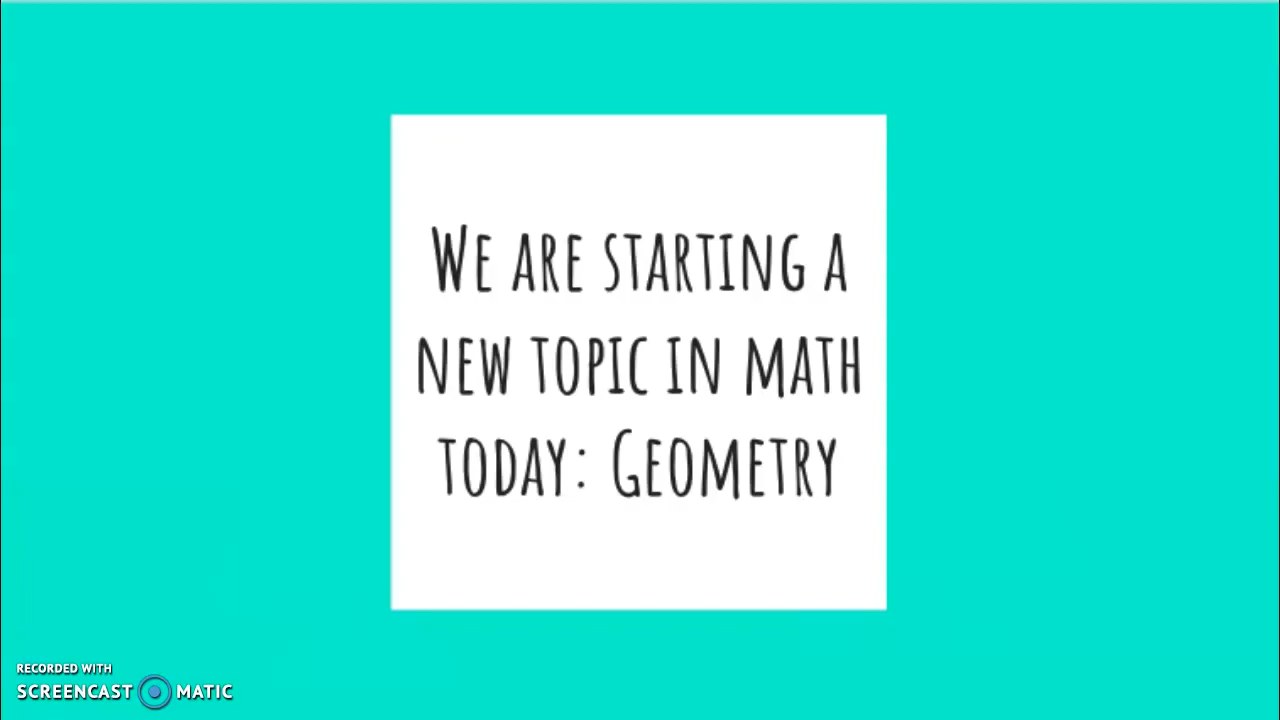 We are starting a
new topic in math
today: Geometry
RECORDED WITH
SCREENCAST MATIC